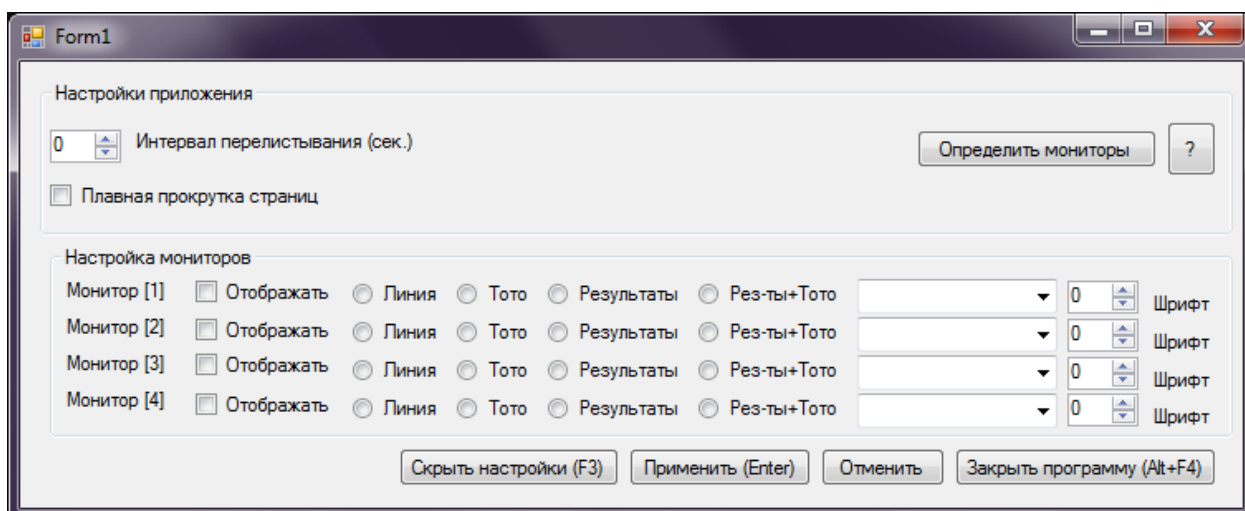 Form1
Настройки приложения
0 Интервал перелистывания (сек.) Определить мониторы ?
Плавная прокрутка страниц
Настройка мониторов
Монитор [1] Отображать Линия Тото Результаты Рез-ты+Тото 0 Шрифт
Монитор [2] Отображать Линия Тото Результаты Рез-ты+Тото 0 Шрифт
Монитор [3] Отображать Линия Тото Результаты Рез-ты+Тото 0 Шрифт
Монитор [4] Отображать Линия Тото Результаты Рез-ты+Тото 0 Шрифт
Скрыть настройки (F3) Применить (Enter) Отменить Закрыть программу (Alt+F4)